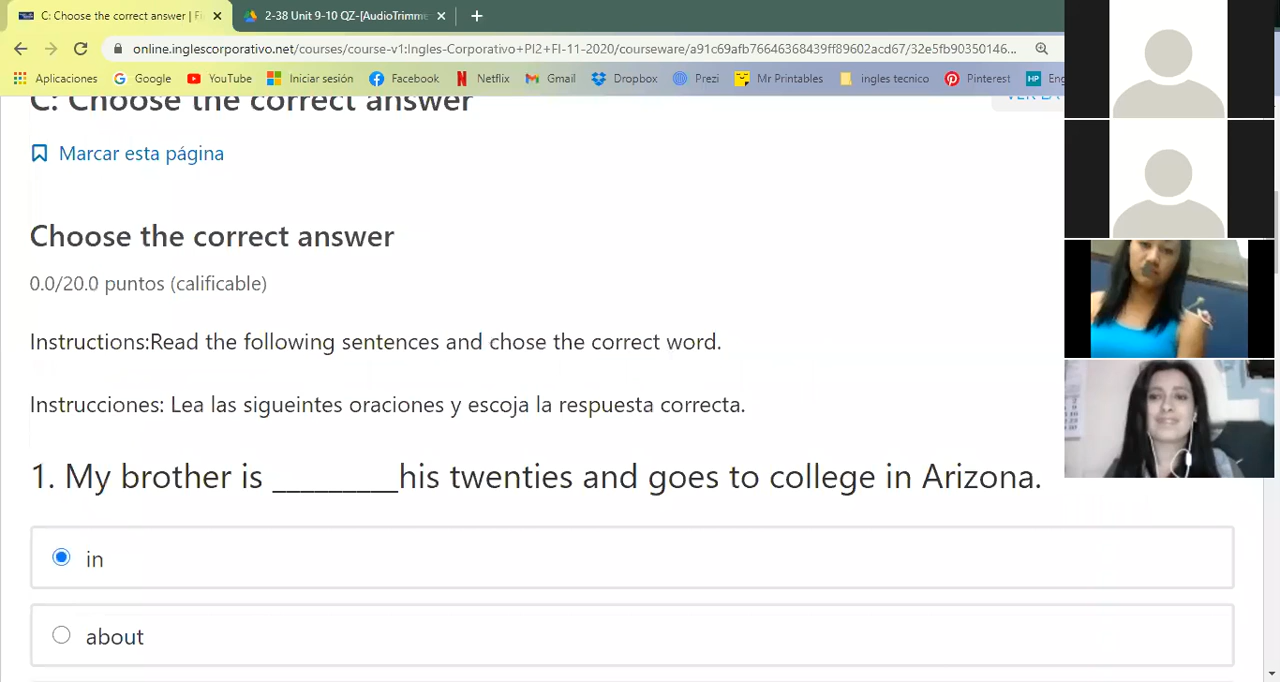 C: Choose the correct answer | F
2-38 Unit 9-10 QZ-[AudioTrimme
online.inglescorporativo.net/courses/course-v1:Ingles-Corporativo+PI2+FI-11-2020/courseware/a91c69afb76646368439ff89602acd67/32e5fb90350146...
Aplicaciones Google YouTube Iniciar sesión Facebook Netflix Gmail Dropbox Prezi Mr Printables ingles tecnico Pinterest HP Eng
C: Choose the correct answer
VER
Marcar esta página
Choose the correct answer
0.0/20.0 puntos (calificable)
Instructions:Read the following sentences and chose the correct word.
Instrucciones: Lea las sigueintes oraciones y escoja la respuesta correcta.
1. My brother is _________his twenties and goes to college in Arizona.
in
about